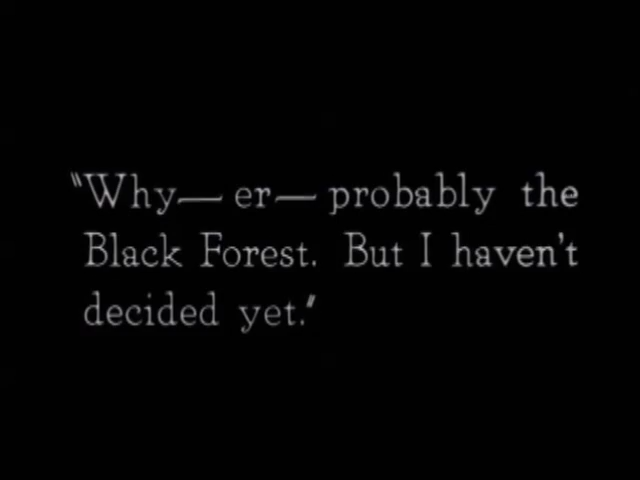 "Why—er—probably the
Black Forest. But I haven't
decided yet."